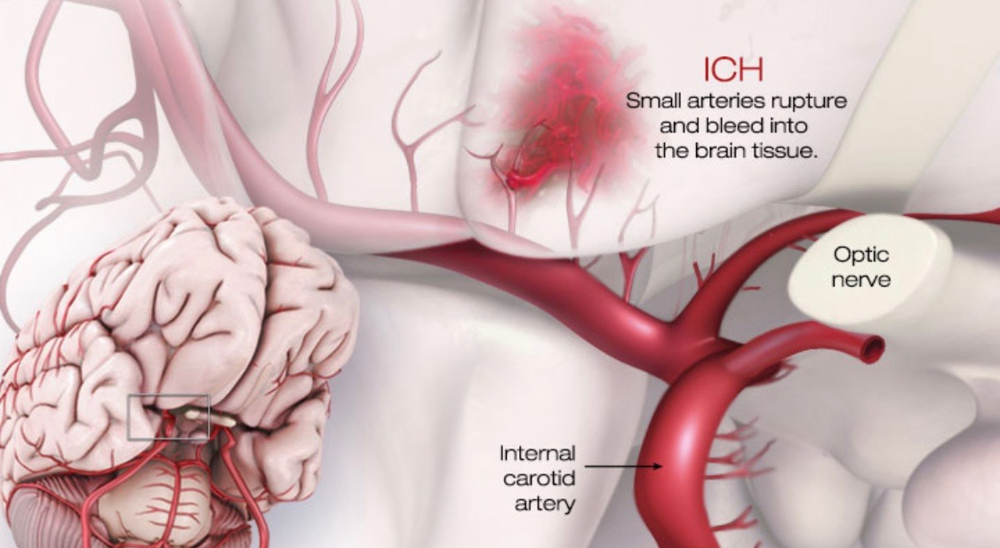 ICH
Small arteries rupture
and bleed into
the brain tissue.
Optic
nerve
Internal
carotid
artery